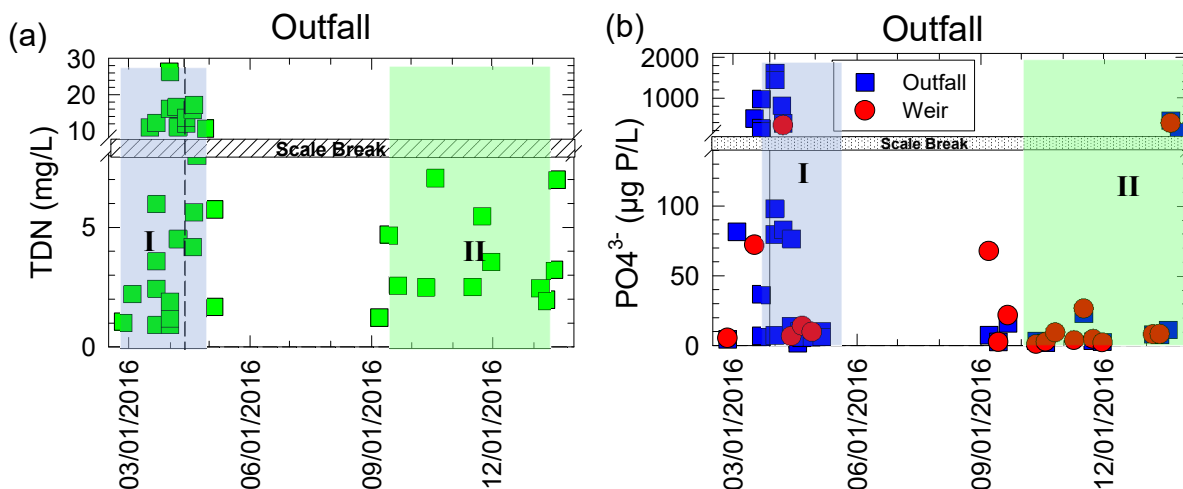 (a)
Outfall
30
20
10
Scale Break
5
0
TDN (mg/L)
I
II
03/01/2016
06/01/2016
09/01/2016
12/01/2016
(b)
Outfall
2000
1000
Outfall
Weir
Scale Break
100
50
0
PO4³⁻ (µg P/L)
I
II
03/01/2016
06/01/2016
09/01/2016
12/01/2016